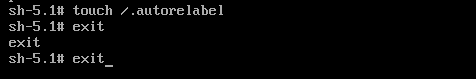 sh-5.1# touch /.autorelabel
sh-5.1# exit
exit
sh-5.1# exit_